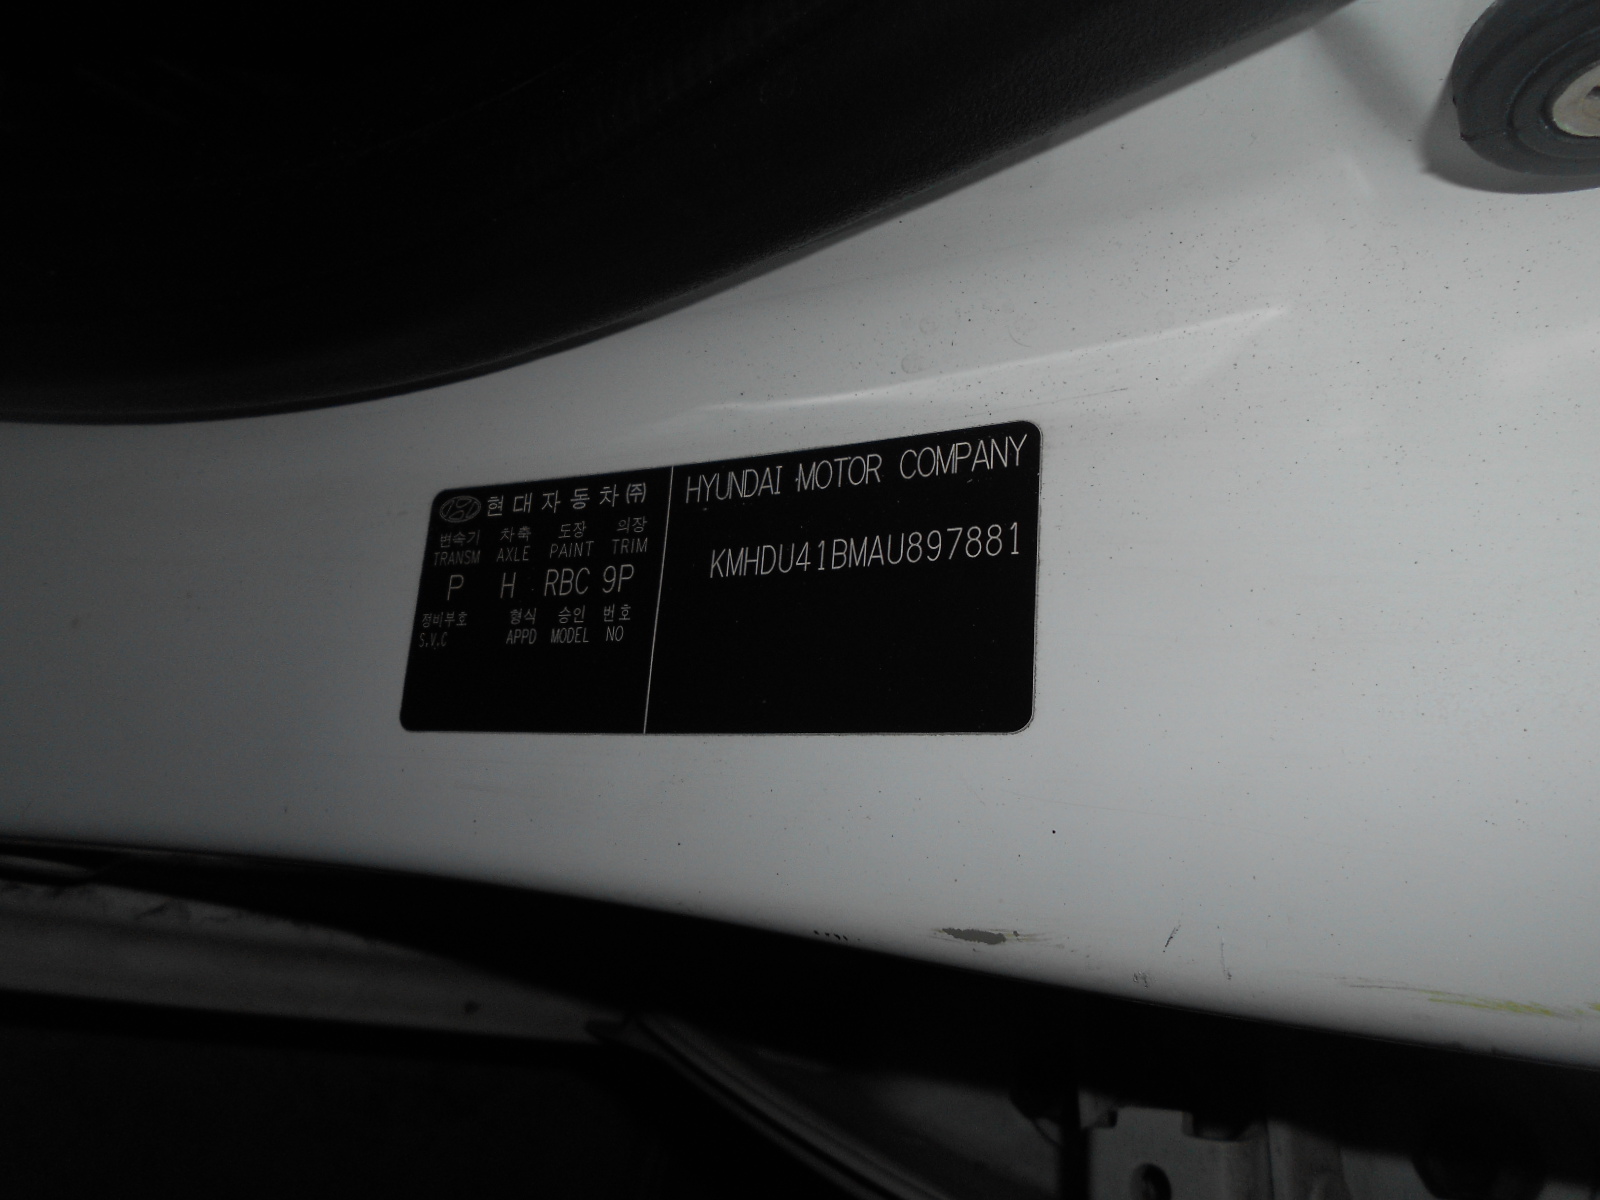 현대자동차㈜
변속기 차축 도장 의장
TRANSM AXLE PAINT TRIM
P H RBC 9P
정비부호 형식 승인 번호
S.V.C APPD MODEL NO
HYUNDAI MOTOR COMPANY
KMHDU41BMAU897881